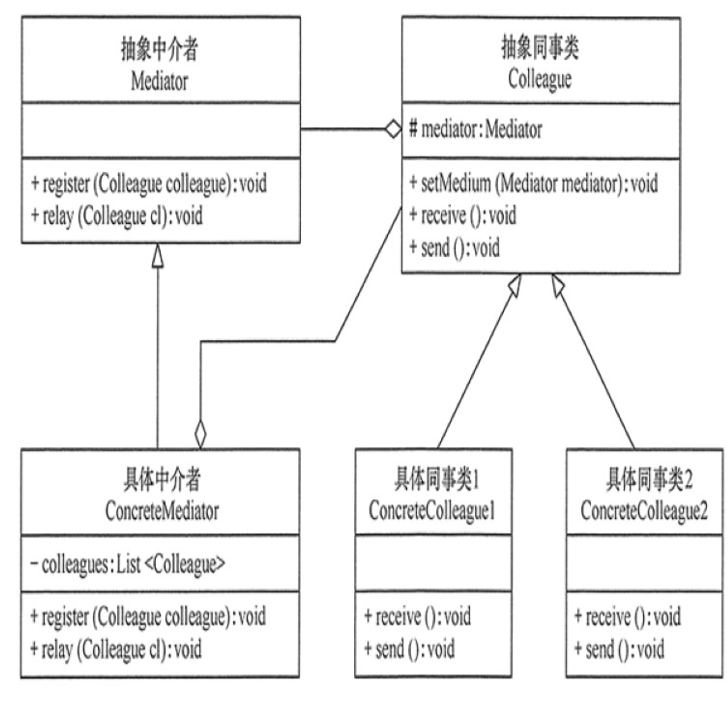 抽象中介者
Mediator
+ register (Colleague colleague): void
+ relay (Colleague cl): void
抽象同事类
Colleague
# mediator: Mediator
+ setMedium (Mediator mediator): void
+ receive (): void
+ send (): void
具体中介者
ConcreteMediator
- colleagues: List <Colleague>
+ register (Colleague colleague): void
+ relay (Colleague cl): void
具体同事类1
ConcreteColleague1
+ receive (): void
+ send (): void
具体同事类2
ConcreteColleague2
+ receive (): void
+ send (): void